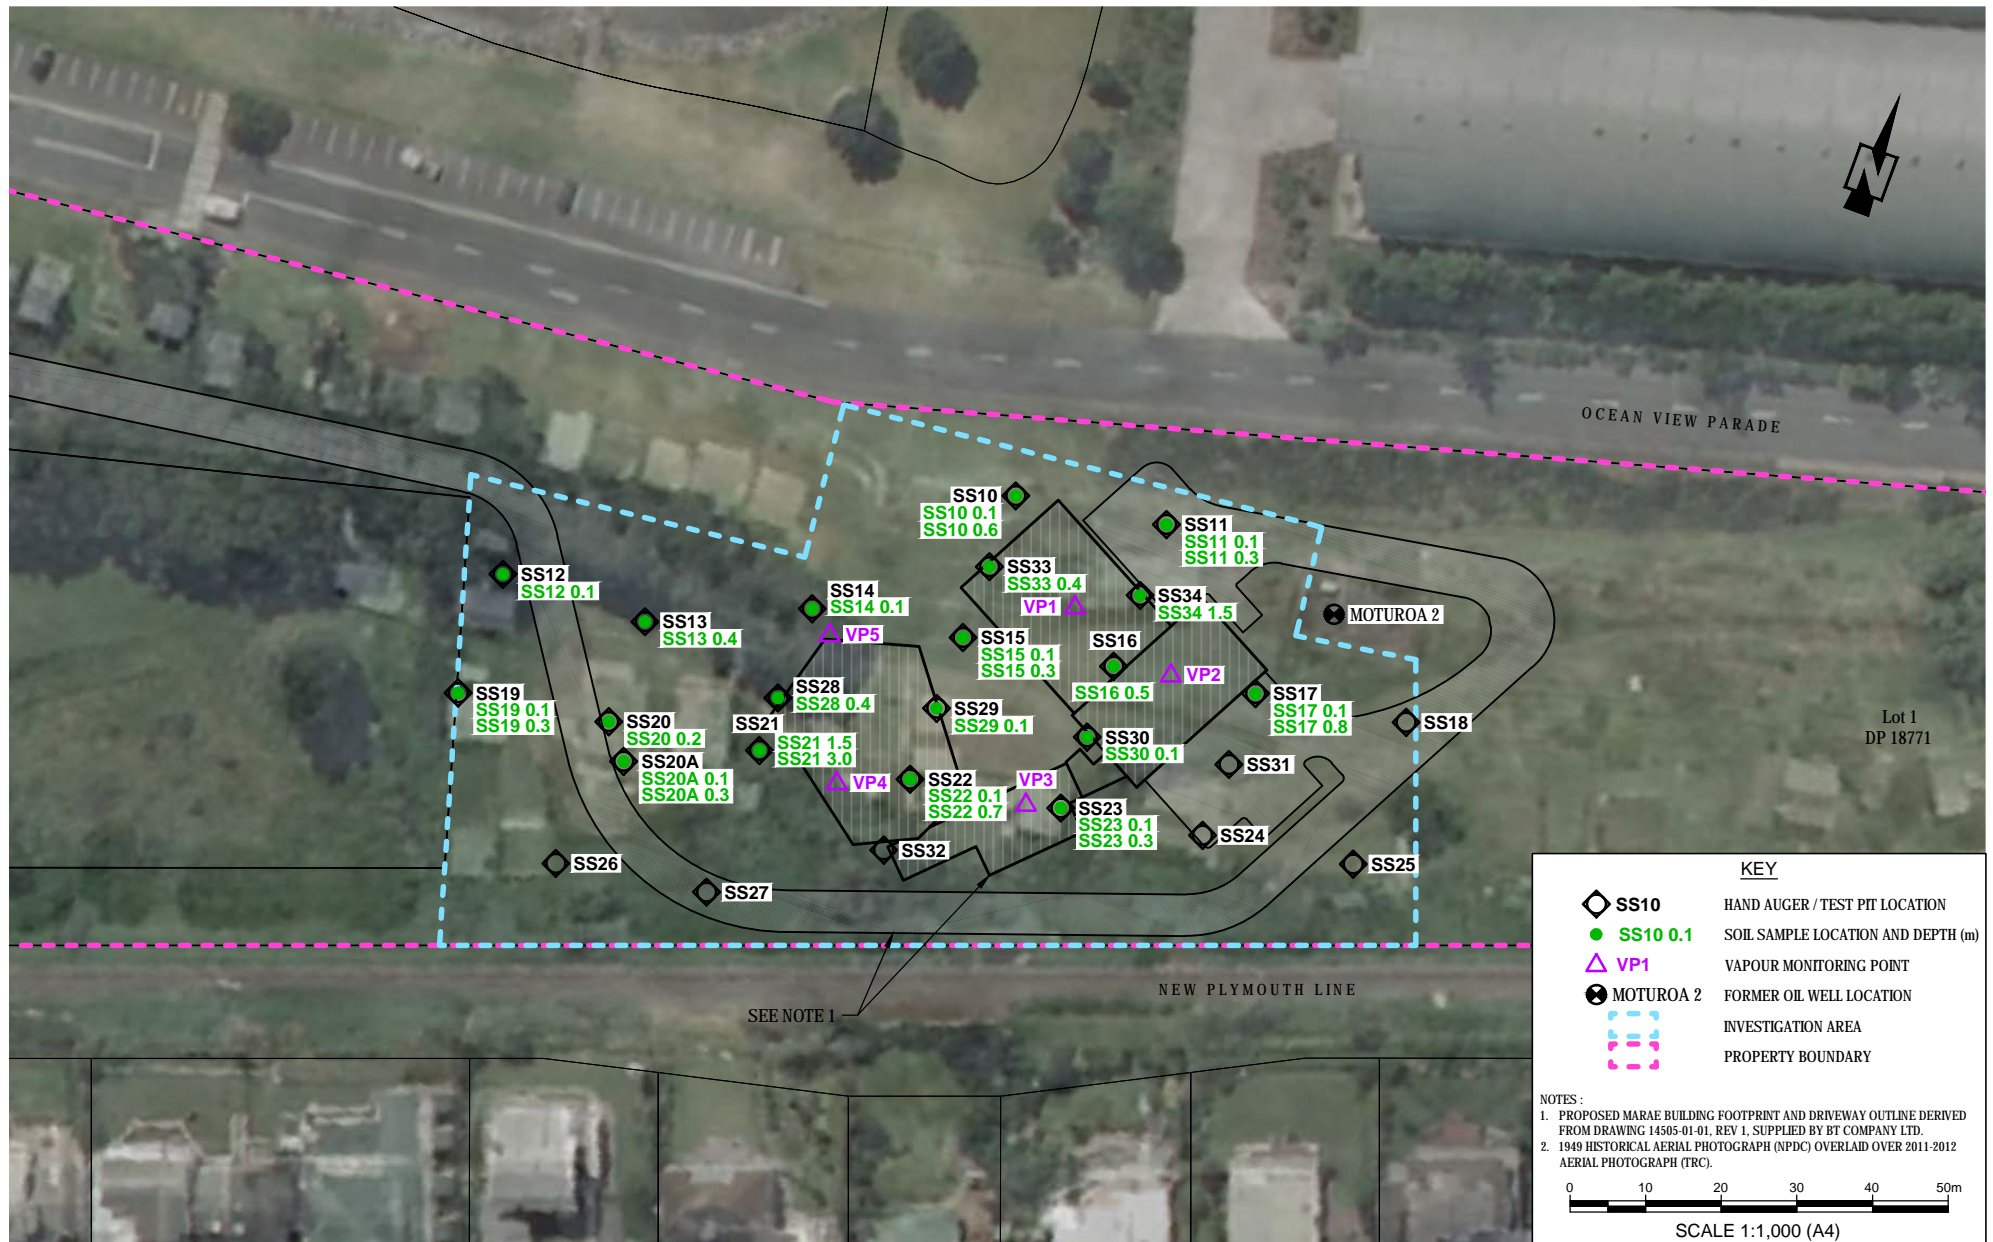 OCEAN VIEW PARADE
SS10
SS10 0.1
SS10 0.6
SS11
SS11 0.1
SS11 0.3
SS33
SS33 0.4
SS12
SS12 0.1
SS14
SS14 0.1
VP1
SS34
SS34 1.5
MOTUROA 2
SS13
SS13 0.4
VP5
SS15
SS15 0.1
SS15 0.3
SS16
SS16 0.5
VP2
SS19
SS19 0.1
SS19 0.3
SS28
SS28 0.4
SS17
SS17 0.1
SS17 0.8
SS20
SS20 0.2
SS21
SS21 1.5
SS21 3.0
SS29
SS29 0.1
SS18
Lot 1
DP 18771
SS30
SS30 0.1
SS20A
SS20A 0.1
SS20A 0.3
SS31
VP4
SS22
SS22 0.1
SS22 0.7
VP3
SS23
SS23 0.1
SS23 0.3
SS24
SS32
SS26
SS25
SS27
NEW PLYMOUTH LINE
SEE NOTE 1
KEY
SS10 HAND AUGER / TEST PIT LOCATION
SS10 0.1 SOIL SAMPLE LOCATION AND DEPTH (m)
VP1 VAPOUR MONITORING POINT
MOTUROA 2 FORMER OIL WELL LOCATION
INVESTIGATION AREA
PROPERTY BOUNDARY
NOTES :
1. PROPOSED MARAE BUILDING FOOTPRINT AND DRIVEWAY OUTLINE DERIVED
FROM DRAWING 14505-01-01, REV 1, SUPPLIED BY BT COMPANY LTD.
2. 1949 HISTORICAL AERIAL PHOTOGRAPH (NPDC) OVERLAID OVER 2011-2012
AERIAL PHOTOGRAPH (TRC).
0 10 20 30 40 50m
SCALE 1:1,000 (A4)
N